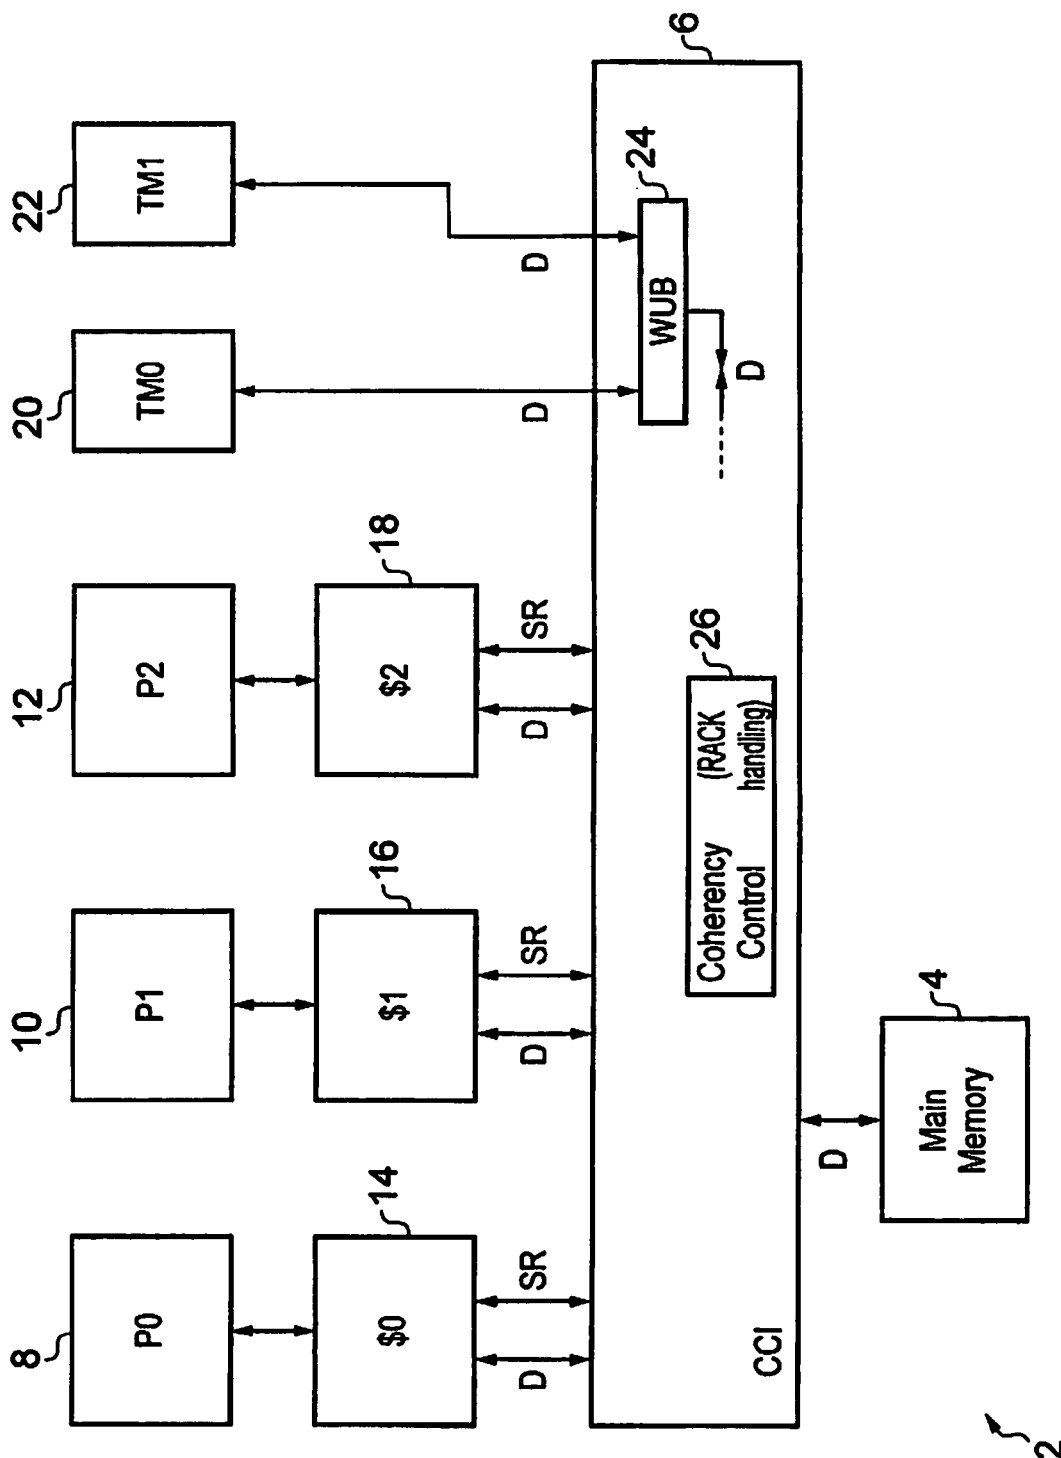 8
10
12
20
22
P0
P1
P2
TM0
TM1
14
16
18
$0
$1
$2
D
SR
D
SR
D
SR
D
D
6
24
WUB
D
26
Coherency (RACK
Control handling)
CCI
D
4
Main
Memory
2